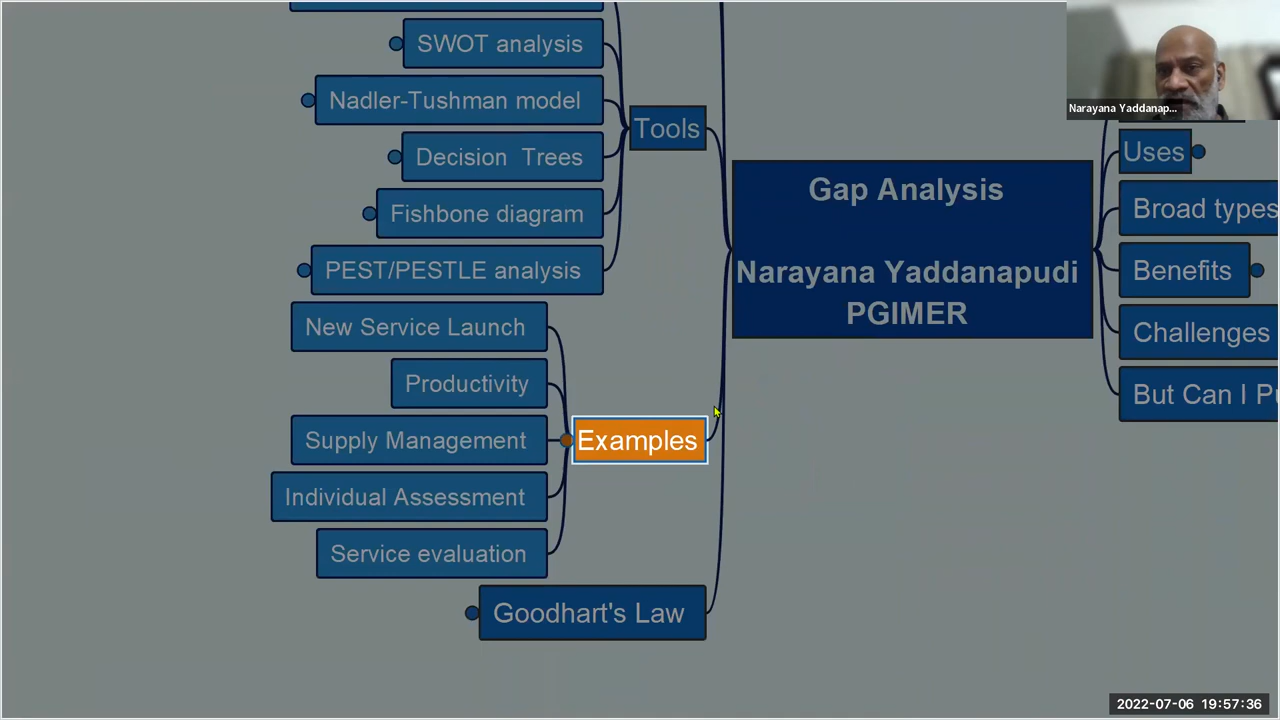 SWOT analysis
Nadler-Tushman model
Decision  Trees
Fishbone diagram
PEST/PESTLE analysis
Tools
New Service Launch
Productivity
Supply Management
Individual Assessment
Service evaluation
Examples
Goodhart's Law
Gap Analysis
Narayana Yaddanapudi
PGIMER
Narayana Yaddanap...
Uses
Broad types
Benefits
Challenges
But Can I P
2022-07-06 19:57:36